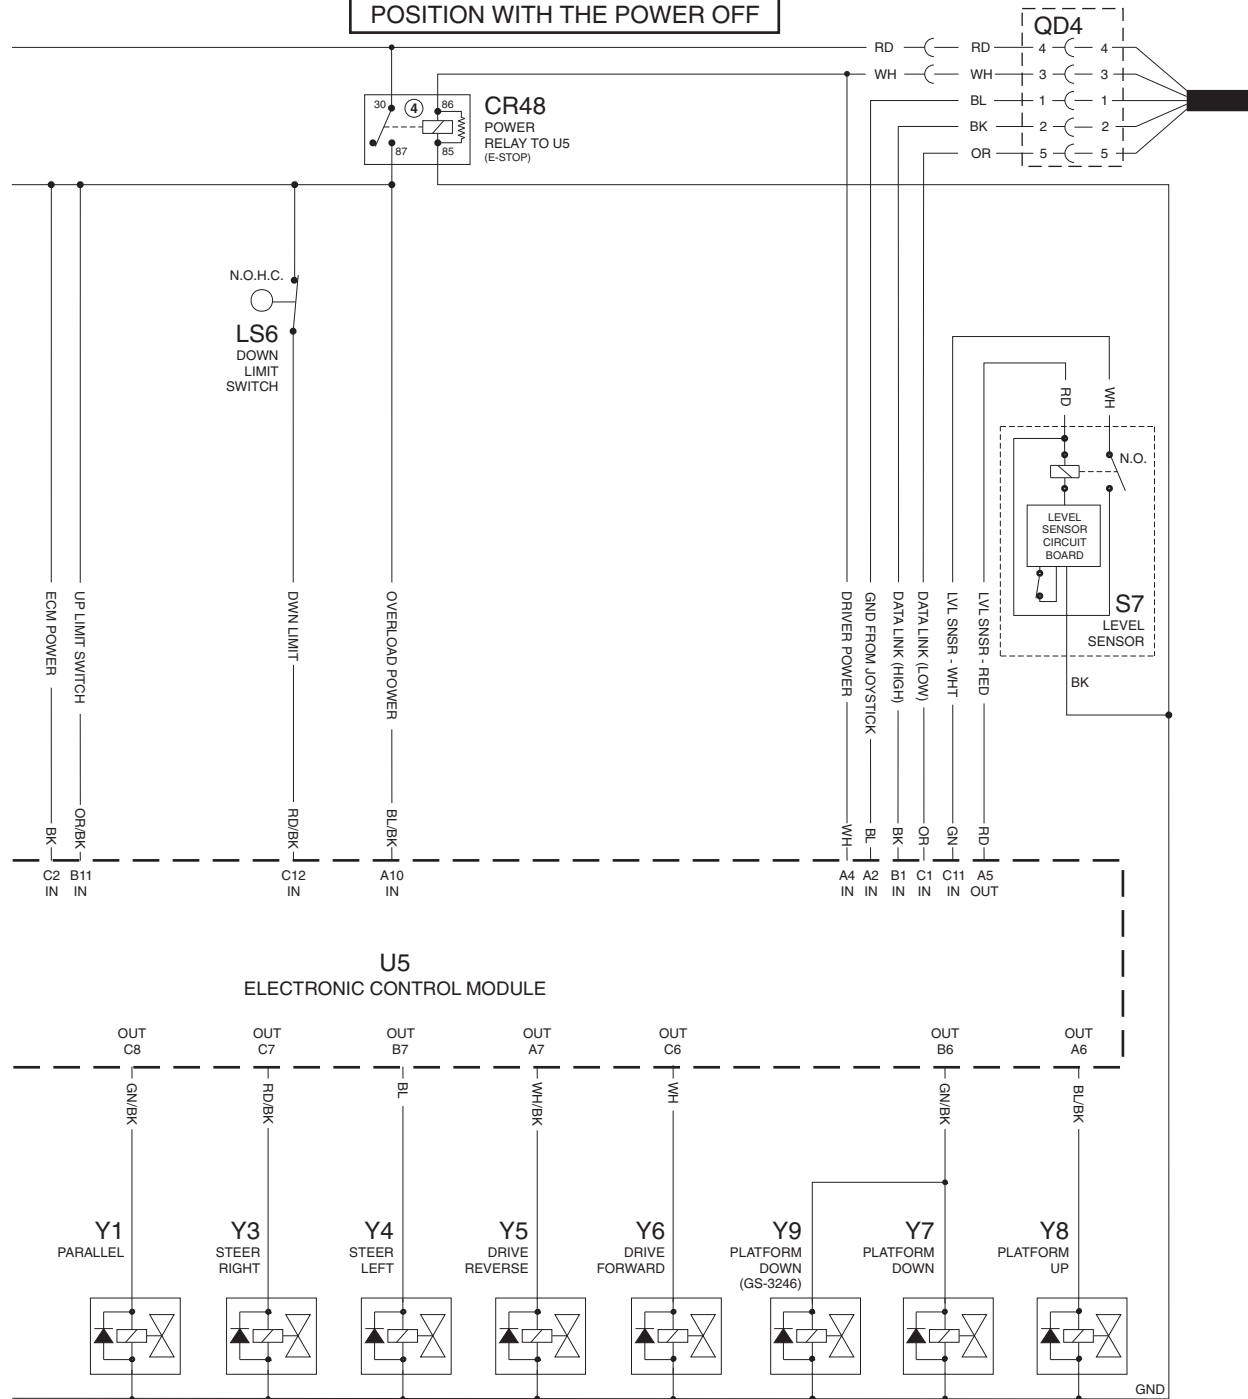 POSITION WITH THE POWER OFF
QD4
RD RD 4 4
WH WH 3 3
BL 1 1
BK 2 2
OR 5 5
30 4 86
87 85
CR48
POWER
RELAY TO U5
(E-STOP)
N.O.H.C.
LS6
DOWN
LIMIT
SWITCH
RD WH
N.O.
LEVEL
SENSOR
CIRCUIT
BOARD
S7
LEVEL
SENSOR
BK
ECM POWER
UP LIMIT SWITCH
DWN LIMIT
OVERLOAD POWER
DRIVER POWER
GND FROM JOYSTICK
DATA LINK (HIGH)
DATA LINK (LOW)
LVL SNSR - WHT
LVL SNSR - RED
BK OR/BK RD/BK BL/BK WH BL BK OR GN RD
C2 B11 C12 A10 A4 A2 B1 C1 C11 A5
IN IN IN IN IN IN IN IN IN OUT
U5
ELECTRONIC CONTROL MODULE
OUT OUT OUT OUT OUT OUT OUT
C8 C7 B7 A7 C6 B6 A6
GN/BK RD/BK BL WH/BK WH GN/BK BL/BK
Y1
PARALLEL
Y3
STEER
RIGHT
Y4
STEER
LEFT
Y5
DRIVE
REVERSE
Y6
DRIVE
FORWARD
Y9
PLATFORM
DOWN
(GS-3246)
Y7
PLATFORM
DOWN
Y8
PLATFORM
UP
GND